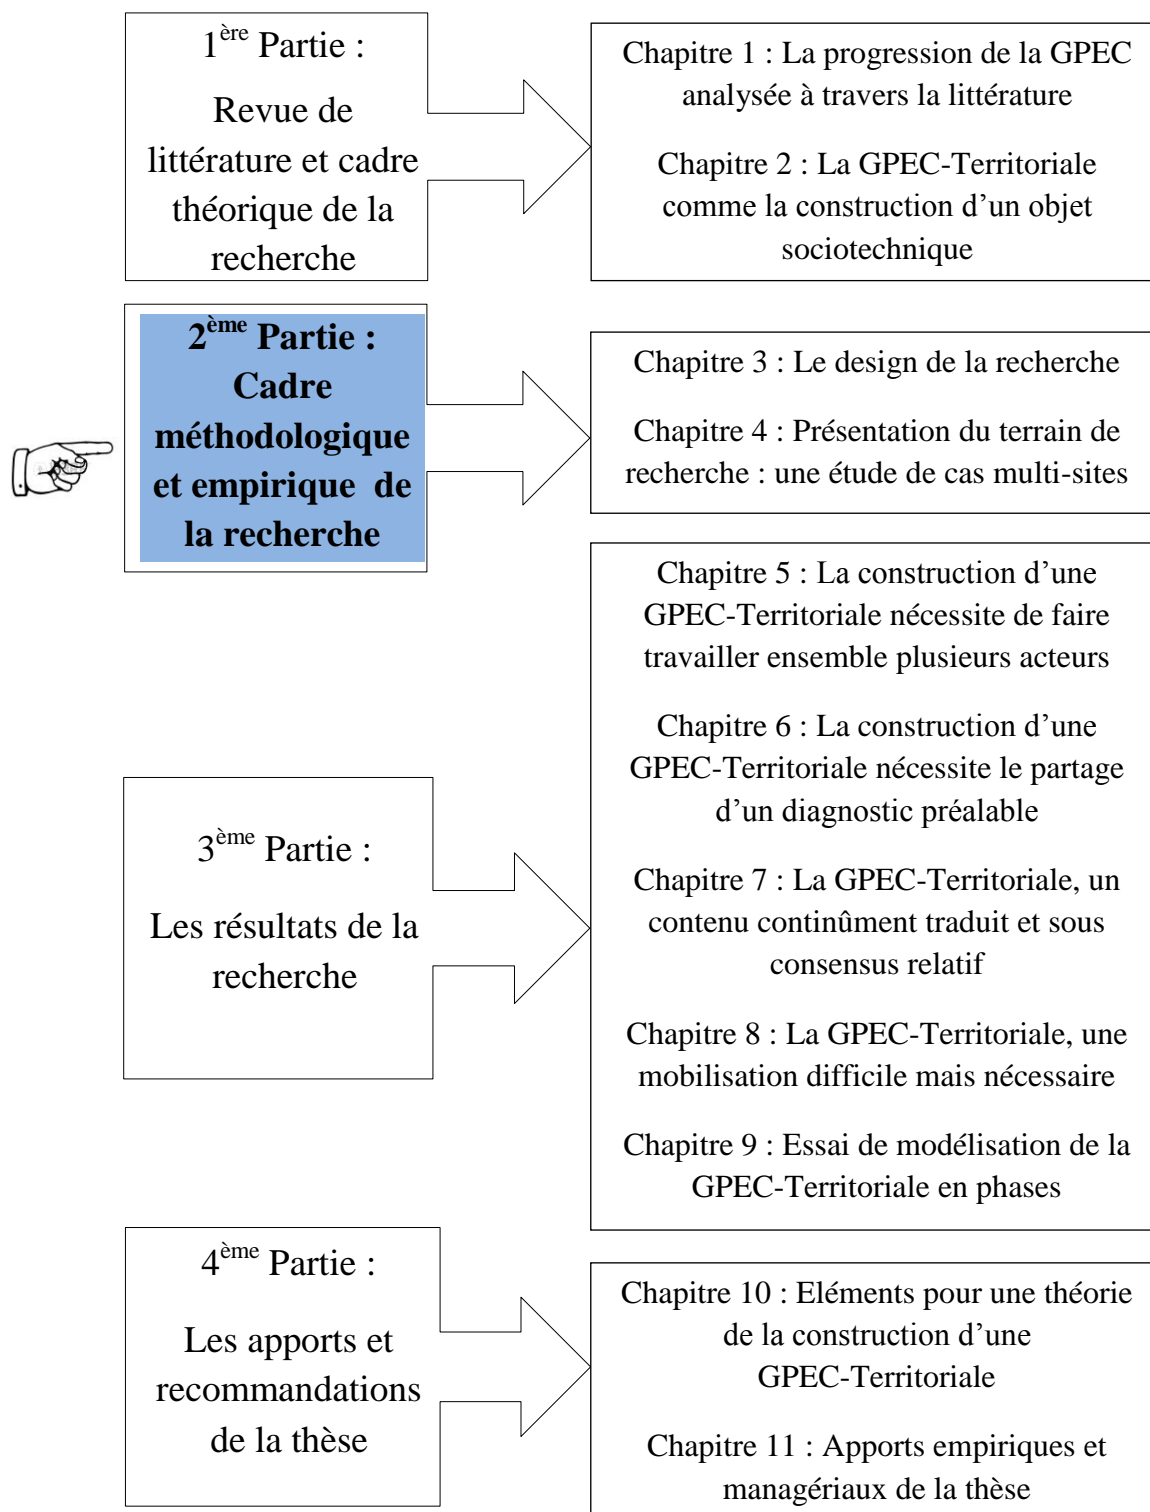 1ère Partie :
Revue de
littérature et cadre
théorique de la
recherche
Chapitre 1 : La progression de la GPEC
analysée à travers la littérature
Chapitre 2 : La GPEC-Territoriale
comme la construction d’un objet
sociotechnique
2ème Partie :
Cadre
méthodologique
et empirique de
la recherche
Chapitre 3 : Le design de la recherche
Chapitre 4 : Présentation du terrain de
recherche : une étude de cas multi-sites
3ème Partie :
Les résultats de la
recherche
Chapitre 5 : La construction d’une
GPEC-Territoriale nécessite de faire
travailler ensemble plusieurs acteurs
Chapitre 6 : La construction d’une
GPEC-Territoriale nécessite le partage
d’un diagnostic préalable
Chapitre 7 : La GPEC-Territoriale, un
contenu continûment traduit et sous
consensus relatif
Chapitre 8 : La GPEC-Territoriale, une
mobilisation difficile mais nécessaire
Chapitre 9 : Essai de modélisation de la
GPEC-Territoriale en phases
4ème Partie :
Les apports et
recommandations
de la thèse
Chapitre 10 : Eléments pour une théorie
de la construction d’une
GPEC-Territoriale
Chapitre 11 : Apports empiriques et
managériaux de la thèse